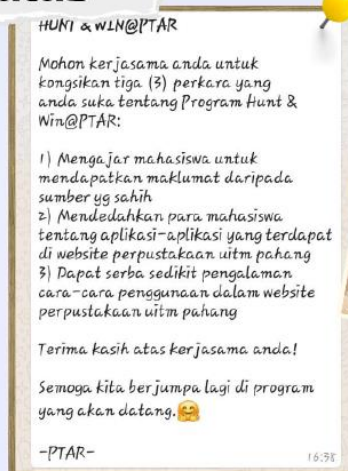 HUNT & WIN@PTAR
Mohon kerjasama anda untuk
kongsikan tiga (3) perkara yang
anda suka tentang Program Hunt &
Win@PTAR:
1) Mengajar mahasiswa untuk
mendapatkan maklumat daripada
sumber yg sahih
2) Mendedahkan para mahasiswa
tentang aplikasi-aplikasi yang terdapat
di website perpustakaan uitm pahang
3) Dapat serba sedikit pengalaman
cara-cara penggunaan dalam website
perpustakaan uitm pahang
Terima kasih atas kerjasama anda!
Semoga kita berjumpa lagi di program
yang akan datang.🤗
-PTAR-
16:38